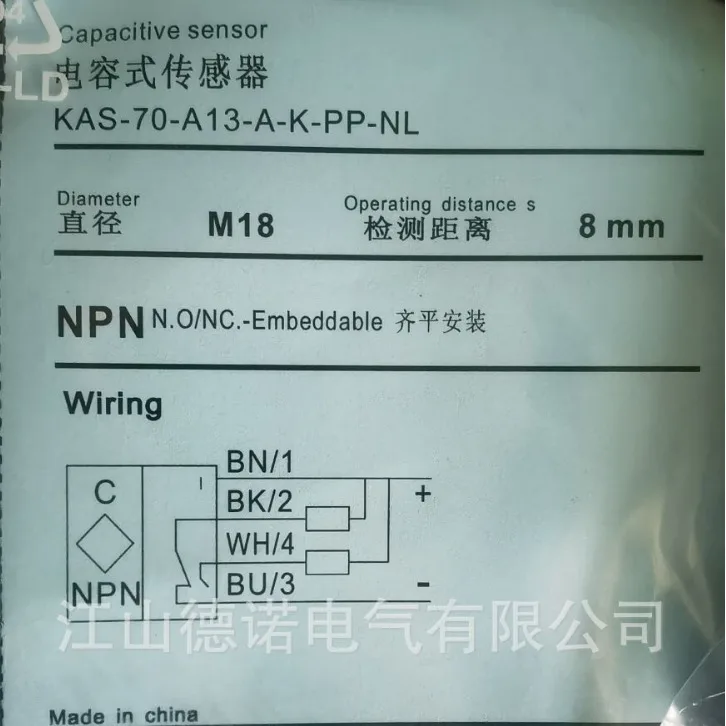 04
-LD
Capacitive sensor
电容式传感器
KAS-70-A13-A-K-PP-NL
Diameter
直径
M18
Operating distance s
检测距离
8 mm
NPN N.O/NC.-Embeddable 齐平安装
Wiring
BN/1
C
+
BK/2
WH/4
NPN
BU/3
-
江山德诺电气有限公司
Made in china